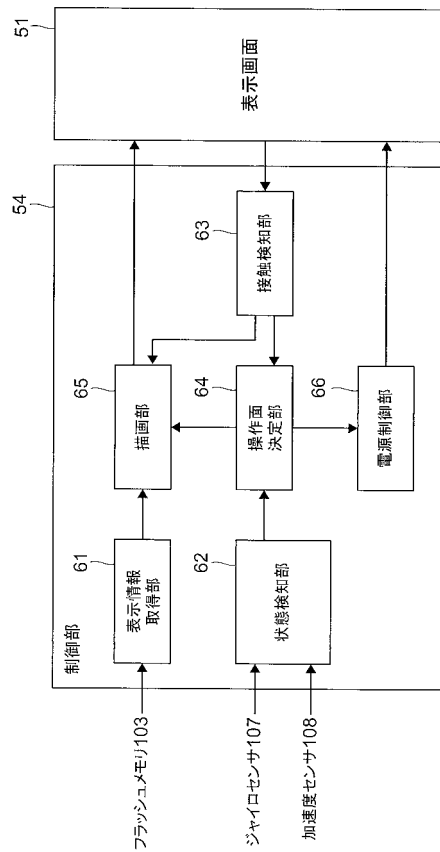 51
表示画面
54
制御部
65
描画部
63
接触検知部
64
操作面
決定部
66
電源制御部
61
表示情報
取得部
62
状態検知部
フラッシュメモリ103
ジャイロセンサ107
加速度センサ108